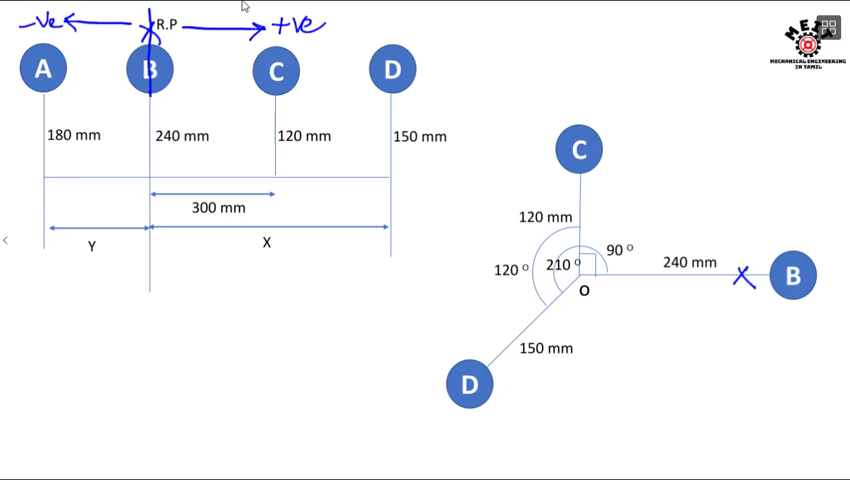 -ve R.P +ve
A B C D
180 mm 240 mm 120 mm 150 mm
300 mm
Y X
MEIT
MECHANICAL ENGINEERING
IN TAMIL
C
120 mm
90 o
120 o 210 o 240 mm X B
O
150 mm
D